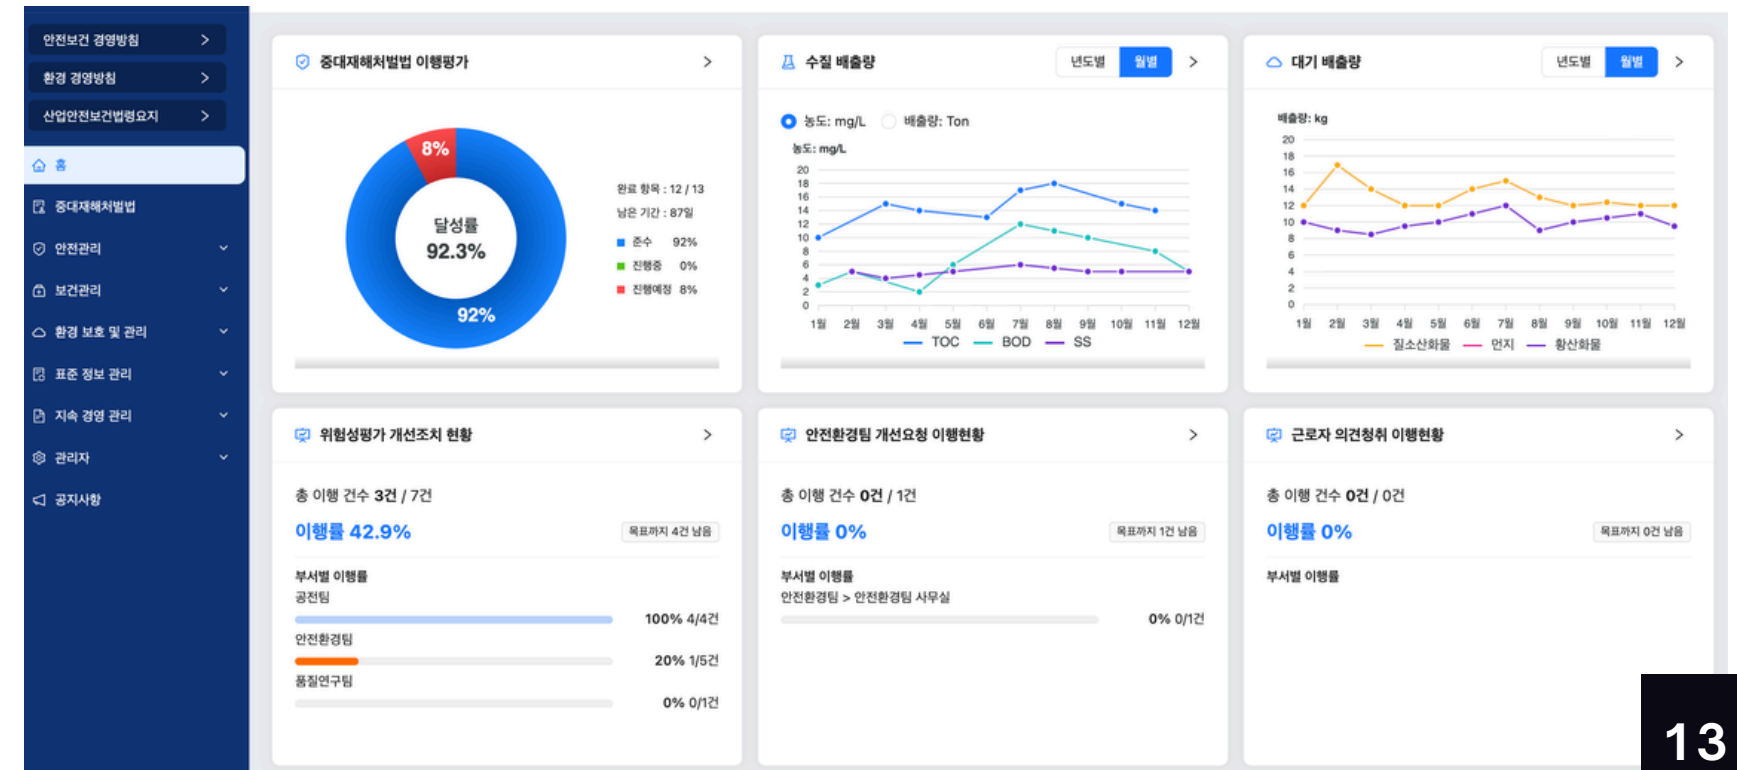 안전보건 경영방침
환경 경영방침
산업안전보건법령요지
홈
중대재해처벌법
안전관리
보건관리
환경 보호 및 관리
표준 정보 관리
지속 경영 관리
관리자
공지사항
중대재해처벌법 이행평가
8%
달성률
92.3%
92%
완료 항목 : 12 / 13
남은 기간 : 87일
준수 92%
진행중 0%
진행예정 8%
수질 배출량
년도별 월별
농도: mg/L 배출량: Ton
농도: mg/L
20
18
16
14
12
10
8
6
4
2
0
1월 2월 3월 4월 5월 6월 7월 8월 9월 10월 11월 12월
TOC BOD SS
대기 배출량
년도별 월별
배출량: kg
20
18
16
14
12
10
8
6
4
2
0
1월 2월 3월 4월 5월 6월 7월 8월 9월 10월 11월 12월
질소산화물 먼지 황산화물
위험성평가 개선조치 현황
총 이행 건수 3건 / 7건
이행률 42.9%
목표까지 4건 남음
부서별 이행률
공전팀
100% 4/4건
안전환경팀
20% 1/5건
품질연구팀
0% 0/1건
안전환경팀 개선요청 이행현황
총 이행 건수 0건 / 1건
이행률 0%
목표까지 1건 남음
부서별 이행률
안전환경팀 > 안전환경팀 사무실
0% 0/1건
근로자 의견청취 이행현황
총 이행 건수 0건 / 0건
이행률 0%
목표까지 0건 남음
부서별 이행률
13